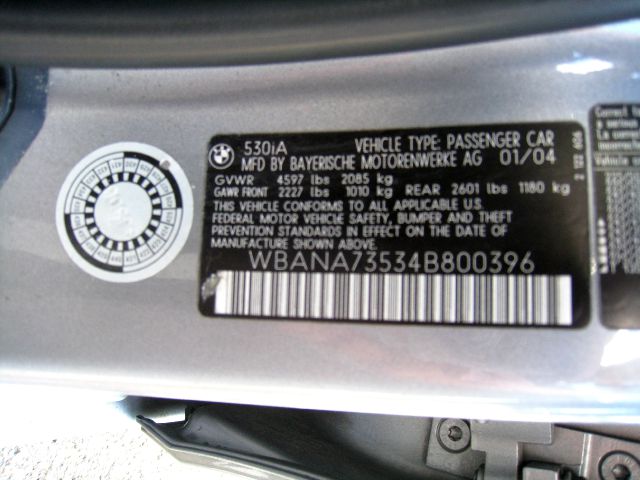 530iA VEHICLE TYPE: PASSENGER CAR
MFD BY BAYERISCHE MOTORENWERKE AG 01/04
GVWR 4597 lbs 2085 kg
GAWR FRONT 2227 lbs 1010 kg REAR 2601 lbs 1180 kg
THIS VEHICLE CONFORMS TO ALL APPLICABLE U.S.
FEDERAL MOTOR VEHICLE SAFETY, BUMPER AND THEFT
PREVENTION STANDARDS IN EFFECT ON THE DATE OF
MANUFACTURE SHOWN ABOVE.
WBANA73534B800396